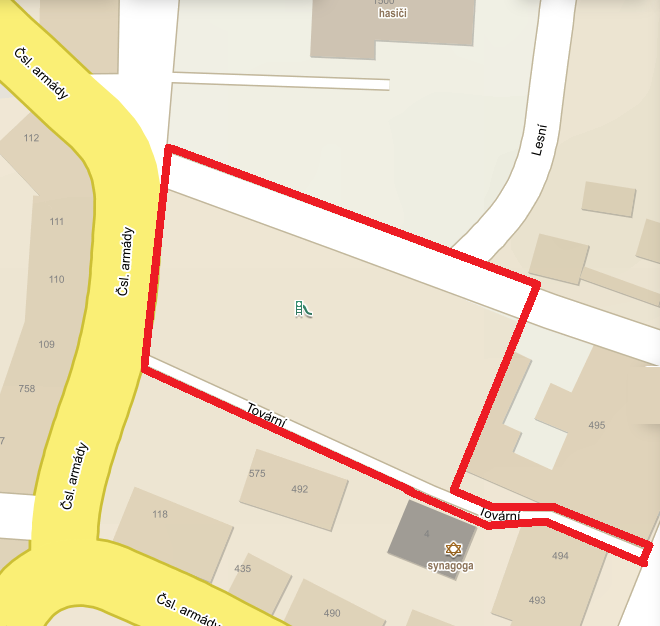 1500
hasiči
Čsl. armády
Lesní
112
111
Čsl. armády
110
109
758
7
Tovární
495
Čsl. armády
575
492
118
Tovární
4
synagoga
494
435
493
490
Čsl. armády